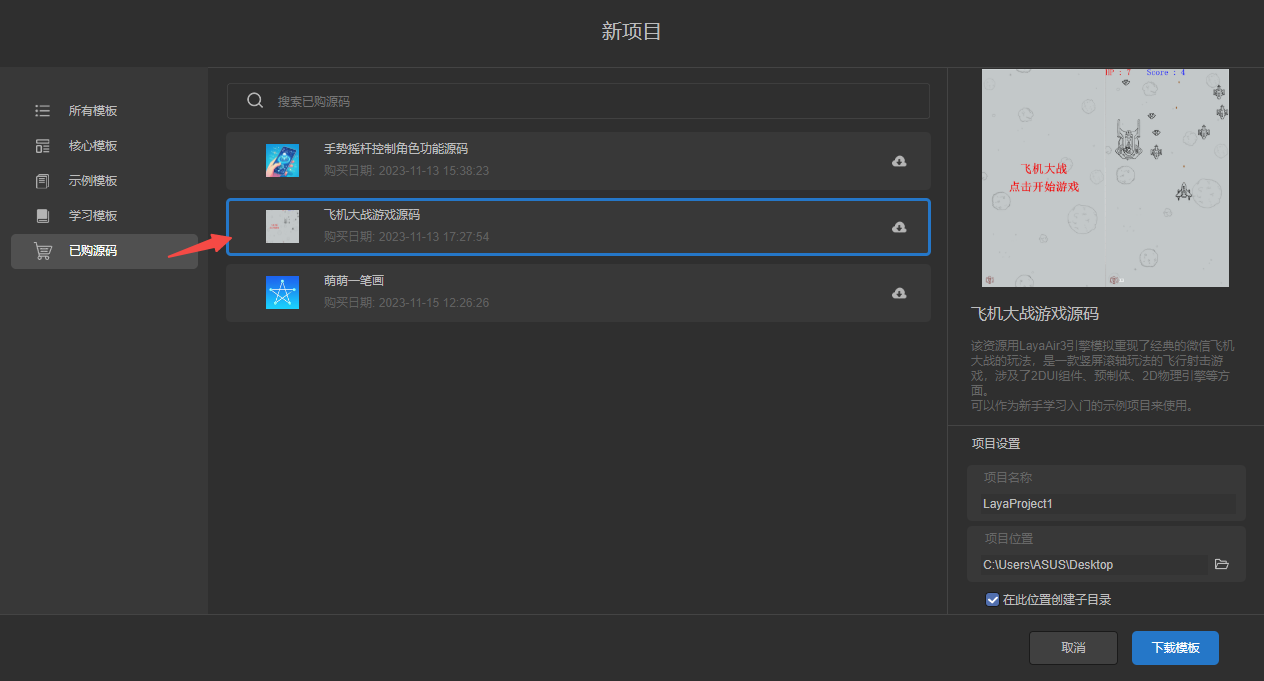 新项目
所有模板
核心模板
示例模板
学习模板
已购源码
搜索已购源码
手势摇杆控制角色功能源码
购买日期: 2023-11-13 15:38:23
飞机大战游戏源码
购买日期: 2023-11-13 17:27:54
萌萌一笔画
购买日期: 2023-11-15 12:26:26
HP : 7
Score : 4
飞机大战
点击开始游戏
飞机大战游戏源码
该资源用LayaAir3引擎模拟重现了经典的微信飞机
大战的玩法，是一款竖屏滚轴玩法的飞行射击游
戏，涉及了2DUI组件、预制体、2D物理引擎等方
面。
可以作为新手学习入门的示例项目来使用。
项目设置
项目名称
LayaProject1
项目位置
C:\Users\ASUS\Desktop
在此位置创建子目录
取消
下载模板